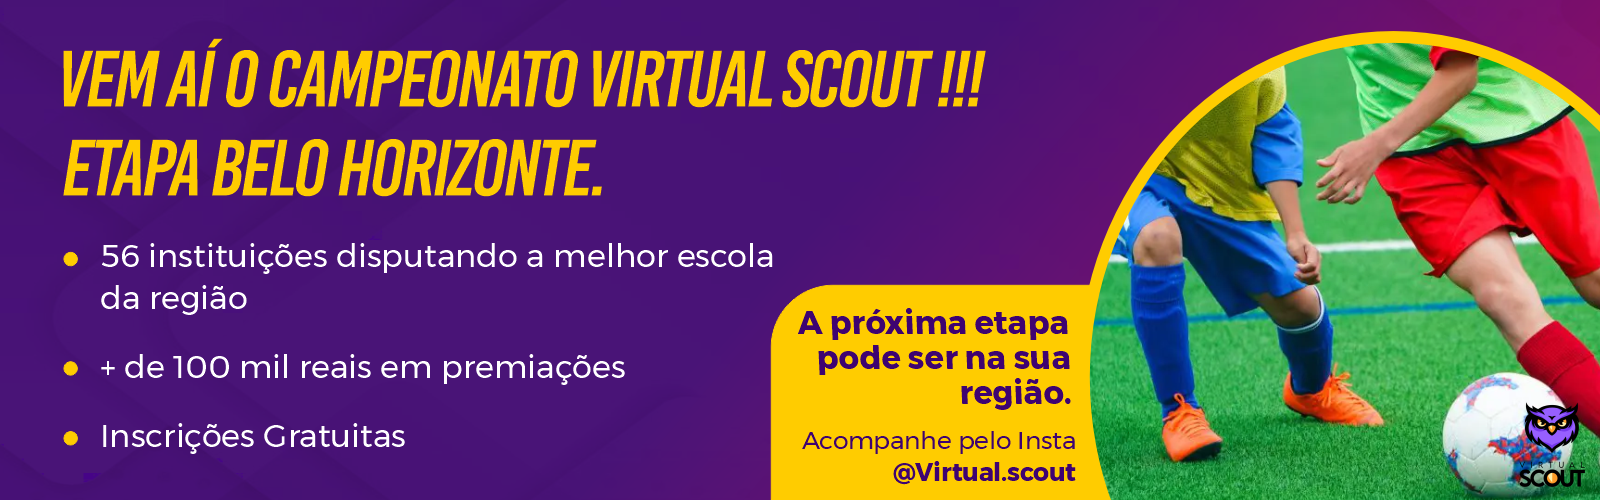 VEM AÍ O CAMPEONATO VIRTUAL SCOUT !!!
ETAPA BELO HORIZONTE.
56 instituições disputando a melhor escola
da região
+ de 100 mil reais em premiações
Inscrições Gratuitas
A próxima etapa
pode ser na sua
região.
Acompanhe pelo Insta
@Virtual.scout
VIRTUAL
SCOUT